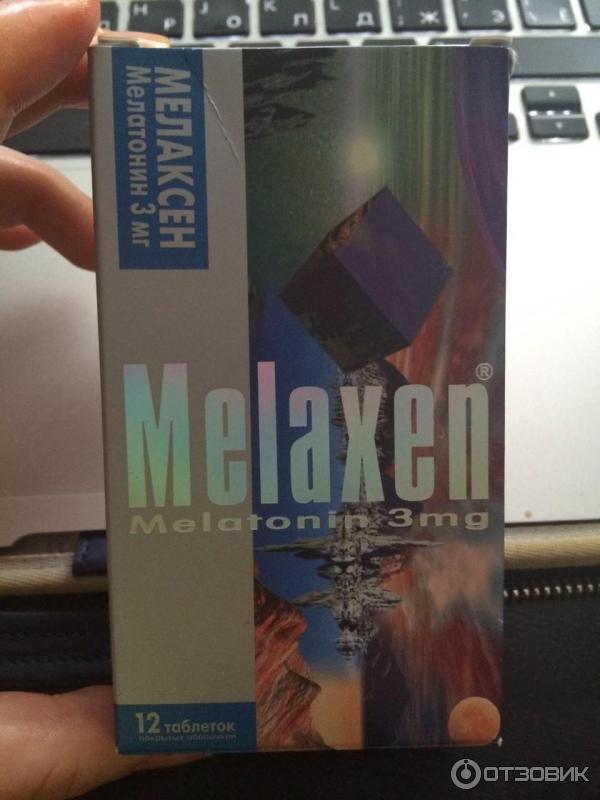 П Р О Л Д Ж Э
МЕЛАКСЕН
Мелатонин 3 мг
Melaxen®
Melatonin 3mg
12 таблеток
покрытых оболочкой
ОТЗОВИК